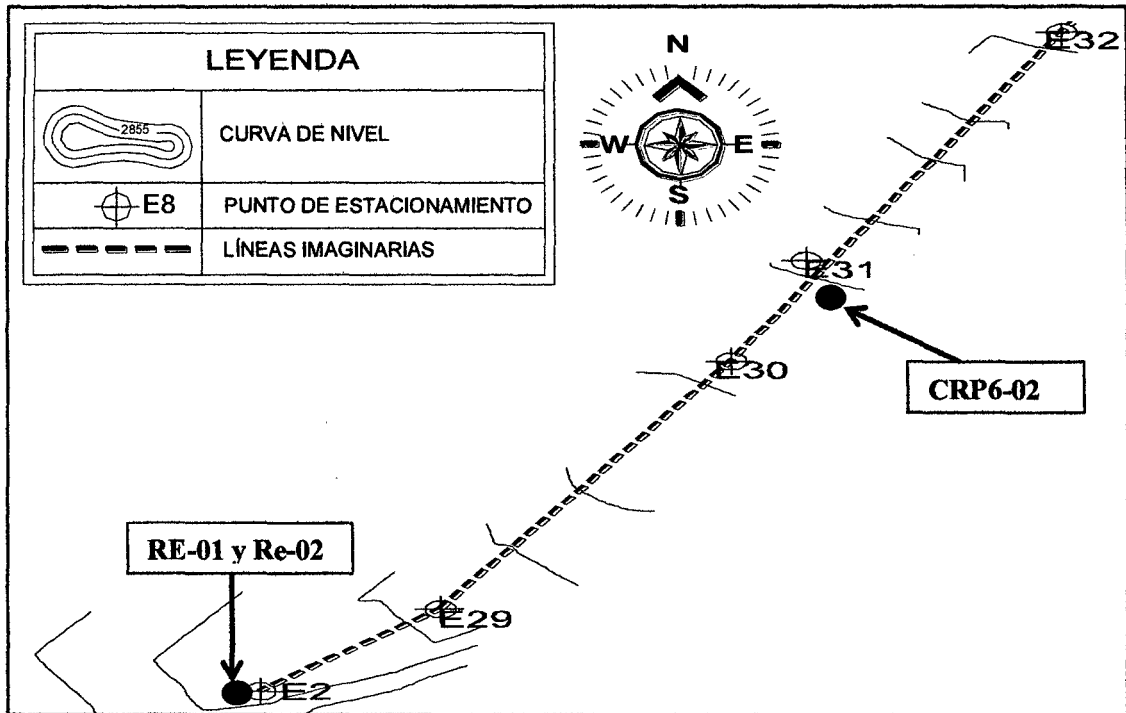 LEYENDA
2855
CURVA DE NIVEL
E8
PUNTO DE ESTACIONAMIENTO
LÍNEAS IMAGINARIAS
N
W
E
S
E32
E31
CRP6-02
E30
RE-01 y Re-02
E29
E2